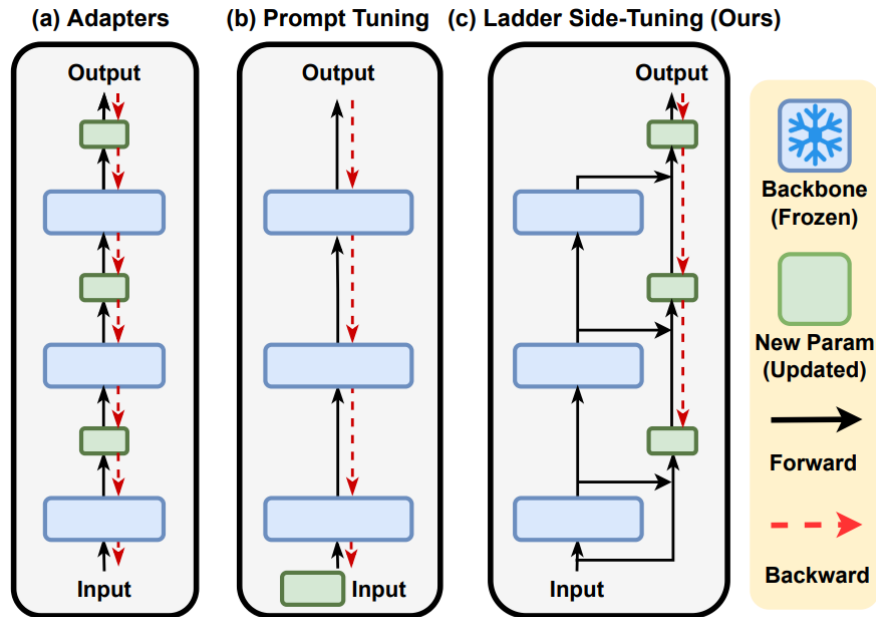 (a) Adapters
Output
Input
(b) Prompt Tuning
Output
Input
(c) Ladder Side-Tuning (Ours)
Output
Input
Backbone
(Frozen)
New Param
(Updated)
Forward
Backward